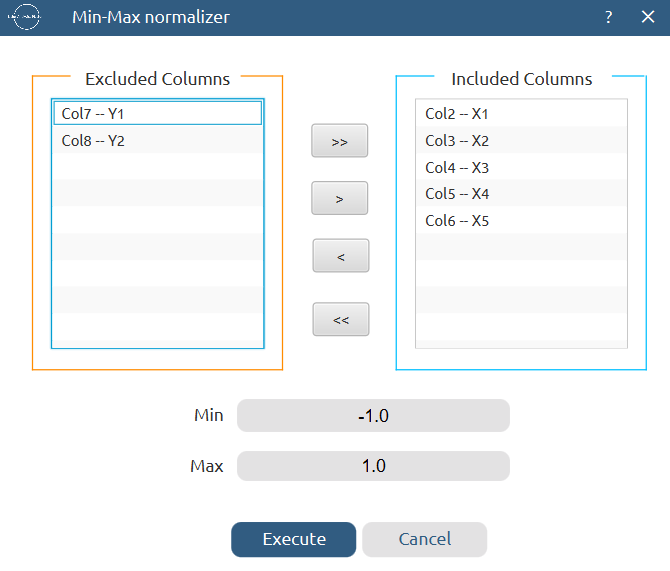 Min-Max normalizer ? ×
Excluded Columns
Col7 -- Y1
Col8 -- Y2
>>
>
<
<<
Included Columns
Col2 -- X1
Col3 -- X2
Col4 -- X3
Col5 -- X4
Col6 -- X5
Min -1.0
Max 1.0
Execute Cancel